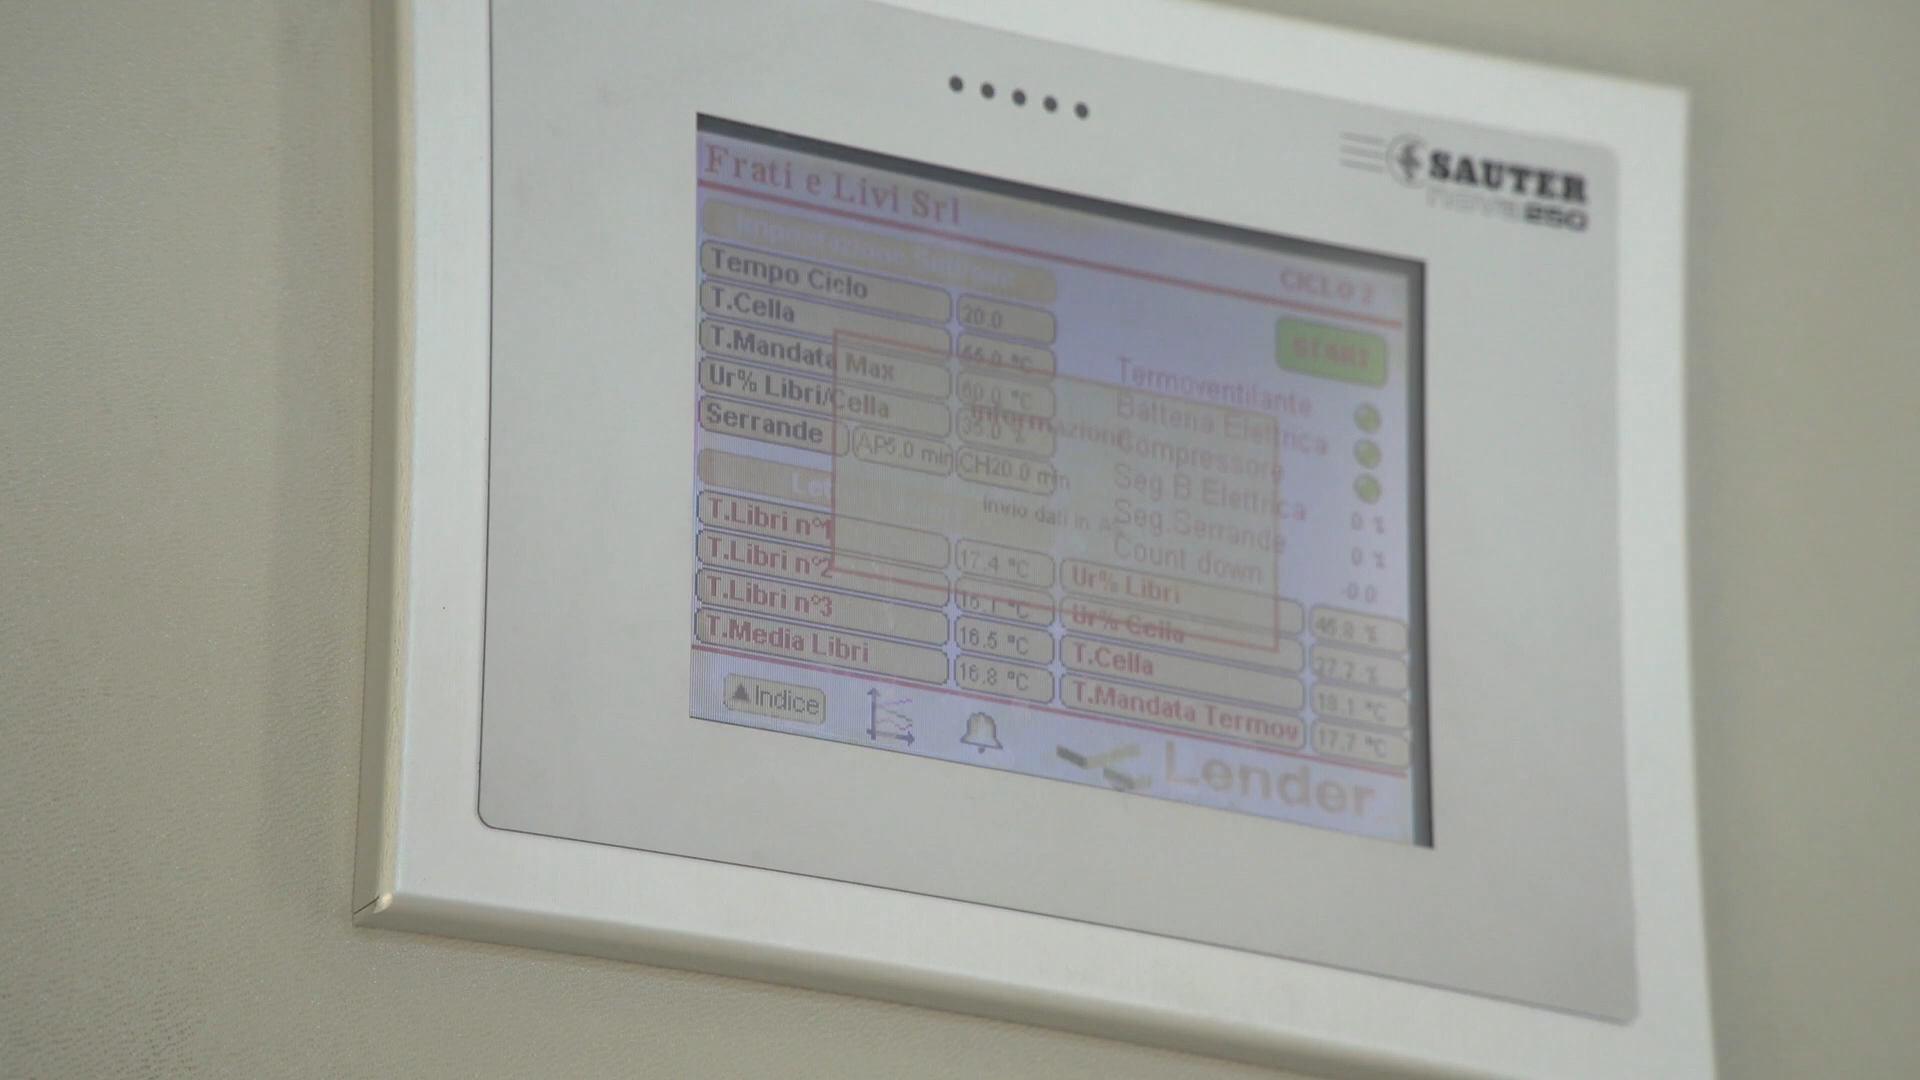 SAUTER
nova 250
Frati e Livi Srl
CICLO 2
Impostazione
START
Tempo Ciclo 20.0
T.Cella 55.0 °C
T.Mandata Max 60.0 °C
Ur% Libri/Cella 35.0 %
Serrande AP5.0 min CH20.0 min
Informazioni
invio dati in
Termoventilante
Batteria Elettrica
Compressore
Seg.B.Elettrica 0 %
Seg.Serrande 0 %
Count down -0.0
T.Libri n°1 17.4 °C
T.Libri n°2 16.1 °C
T.Libri n°3 16.5 °C
T.Media Libri 16.8 °C
Ur% Libri 45.8 %
Ur% Cella 27.2 %
T.Cella 18.1 °C
T.Mandata Termov 17.7 °C
Indice
Lender